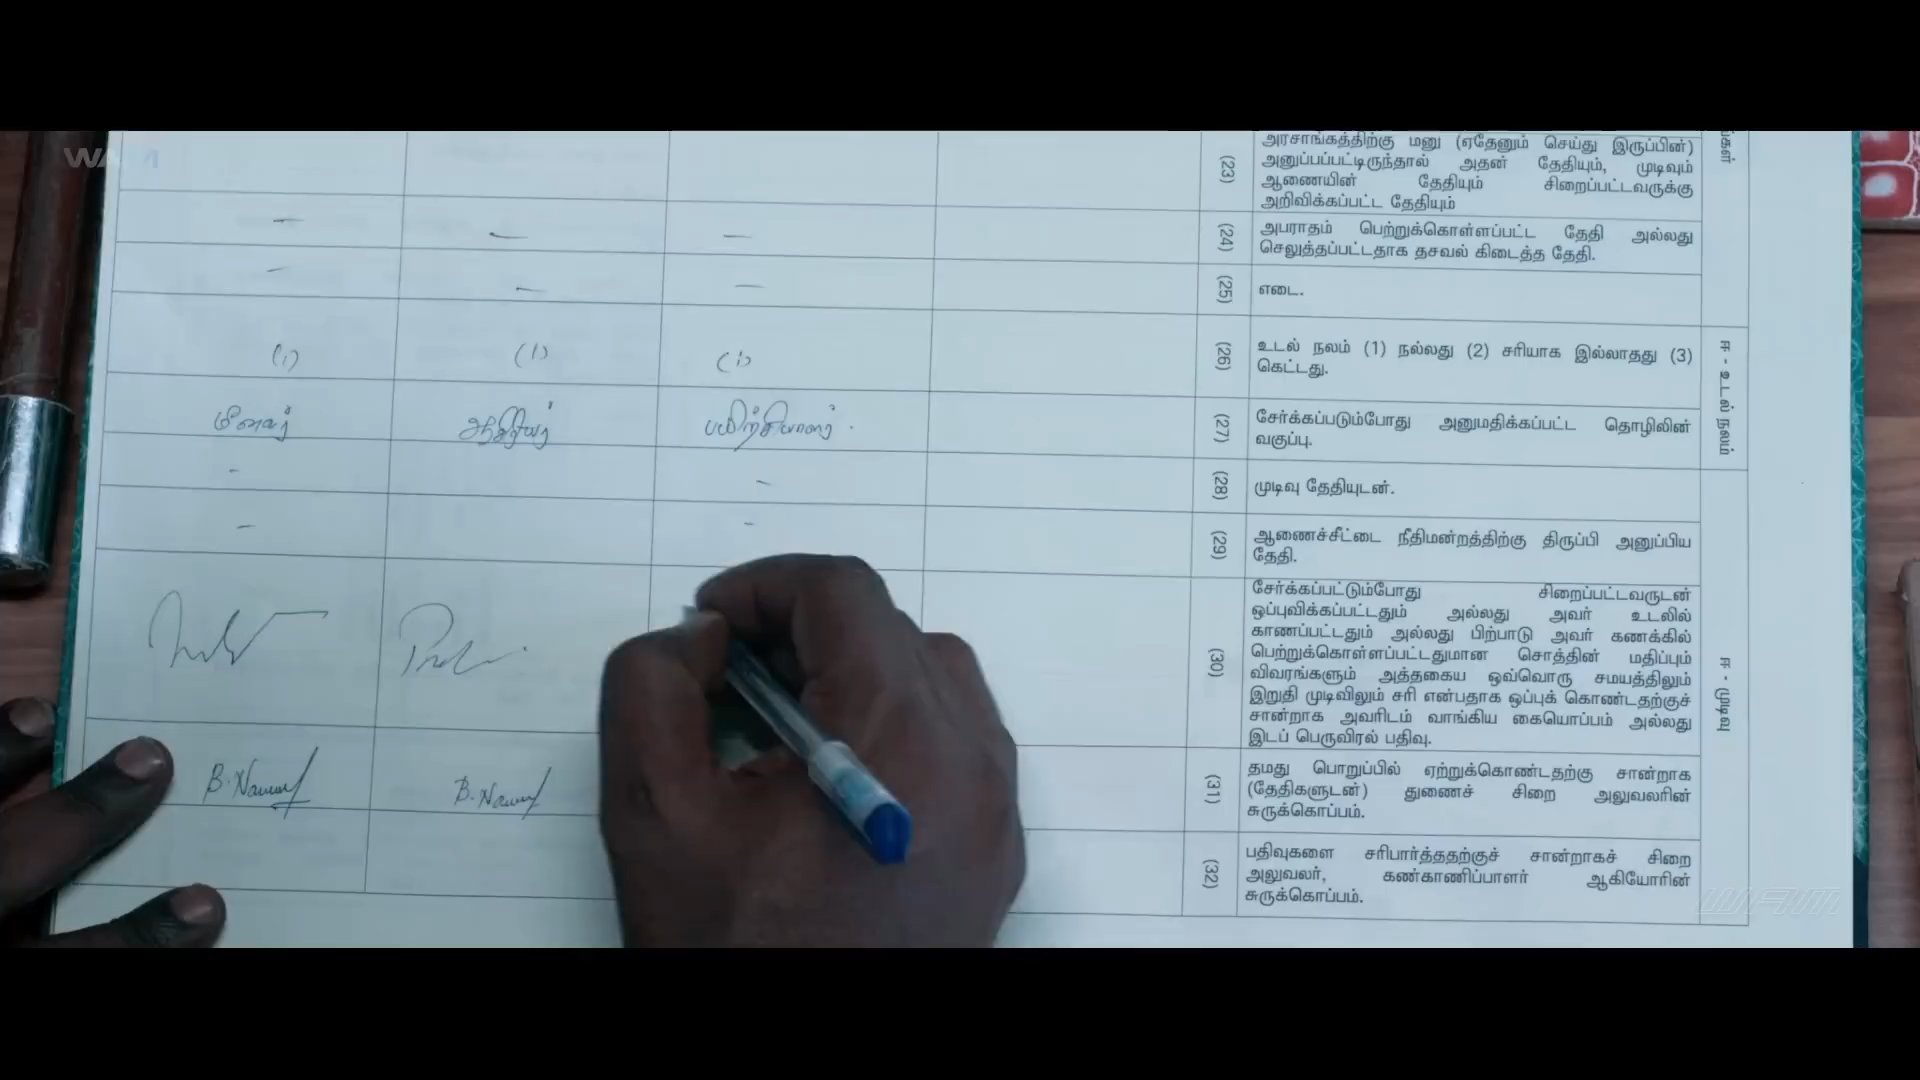 WAM
ங்கள்
அரசாங்கத்திற்கு மனு (ஏதேனும் செய்து இருப்பின்)
(23) அனுப்பப்பட்டிருந்தால் அதன் தேதியும், முடிவும்
ஆணையின் தேதியும் சிறைப்பட்டவருக்கு
அறிவிக்கப்பட்ட தேதியும்
– – – (24) அபராதம் பெற்றுக்கொள்ளப்பட்ட தேதி அல்லது
செலுத்தப்பட்டதாக தசவல் கிடைத்த தேதி.
– – – (25) எடை.
ஈ - உடல் நலம்
(1) (1) (1) (26) உடல் நலம் (1) நல்லது (2) சரியாக இல்லாதது (3)
கெட்டது.
மீனவர் ஆசிரியர் பயிற்சியாளர். (27) சேர்க்கப்படும்போது அனுமதிக்கப்பட்ட தொழிலின்
வகுப்பு.
– – (28) முடிவு தேதியுடன்.
– – (29) ஆணைச்சீட்டை நீதிமன்றத்திற்கு திருப்பி அனுப்பிய
தேதி.
ஈ - முடிவு
சேர்க்கப்பட்டும்போது சிறைப்பட்டவருடன்
ஒப்புவிக்கப்பட்டதும் அல்லது அவர் உடலில்
காணப்பட்டதும் அல்லது பிற்பாடு அவர் கணக்கில்
(30) பெற்றுக்கொள்ளப்பட்டதுமான சொத்தின் மதிப்பும்
விவரங்களும் அத்தகைய ஒவ்வொரு சமயத்திலும்
இறுதி முடிவிலும் சரி என்பதாக ஒப்புக் கொண்டதற்குச்
சான்றாக அவரிடம் வாங்கிய கையொப்பம் அல்லது
இடப் பெருவிரல் பதிவு.
தமது பொறுப்பில் ஏற்றுக்கொண்டதற்கு சான்றாக
(31) (தேதிகளுடன்) துணைச் சிறை அலுவலரின்
சுருக்கொப்பம்.
பதிவுகளை சரிபார்த்ததற்குச் சான்றாகச் சிறை
(32) அலுவலர், கண்காணிப்பாளர் ஆகியோரின்
சுருக்கொப்பம்.
WAM